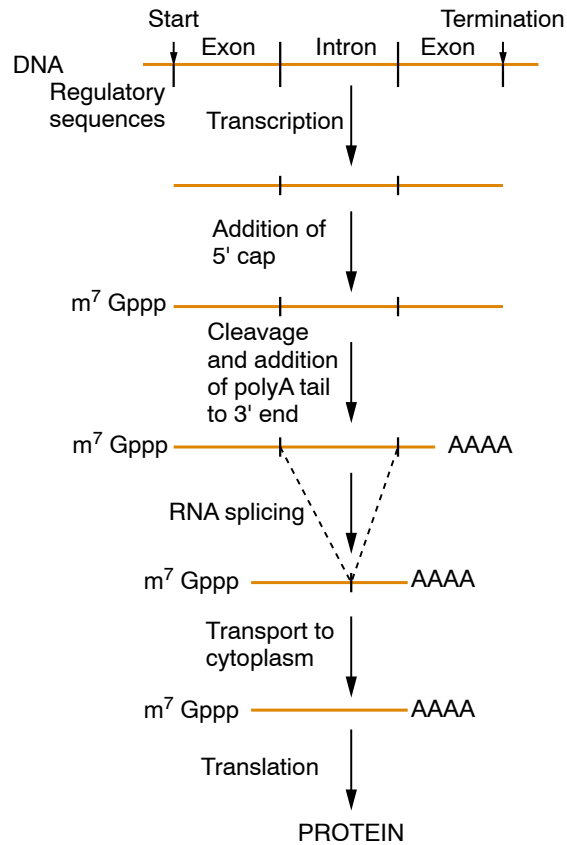 Start
Termination
Exon
Intron
Exon
DNA
Regulatory
sequences
Transcription
Addition of
5' cap
m⁷ Gppp
Cleavage
and addition
of polyA tail
to 3' end
m⁷ Gppp
AAAA
RNA splicing
m⁷ Gppp
AAAA
Transport to
cytoplasm
m⁷ Gppp
AAAA
Translation
PROTEIN